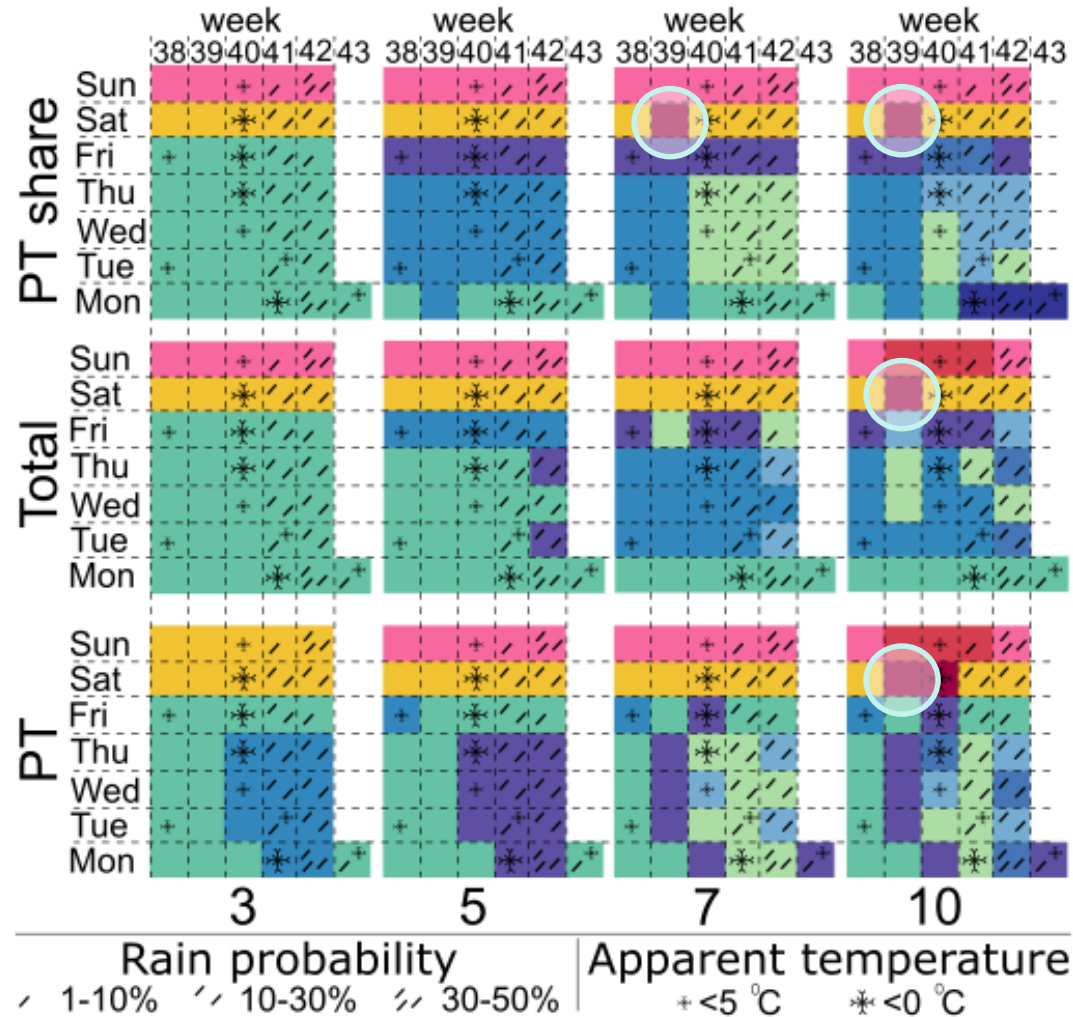 week week week week
38 39 40 41 42 43 38 39 40 41 42 43 38 39 40 41 42 43 38 39 40 41 42 43
PT share
Sun
Sat
Fri
Thu
Wed
Tue
Mon
Total
Sun
Sat
Fri
Thu
Wed
Tue
Mon
PT
Sun
Sat
Fri
Thu
Wed
Tue
Mon
3 5 7 10
Rain probability Apparent temperature
1-10% 10-30% 30-50% <5 °C <0 °C